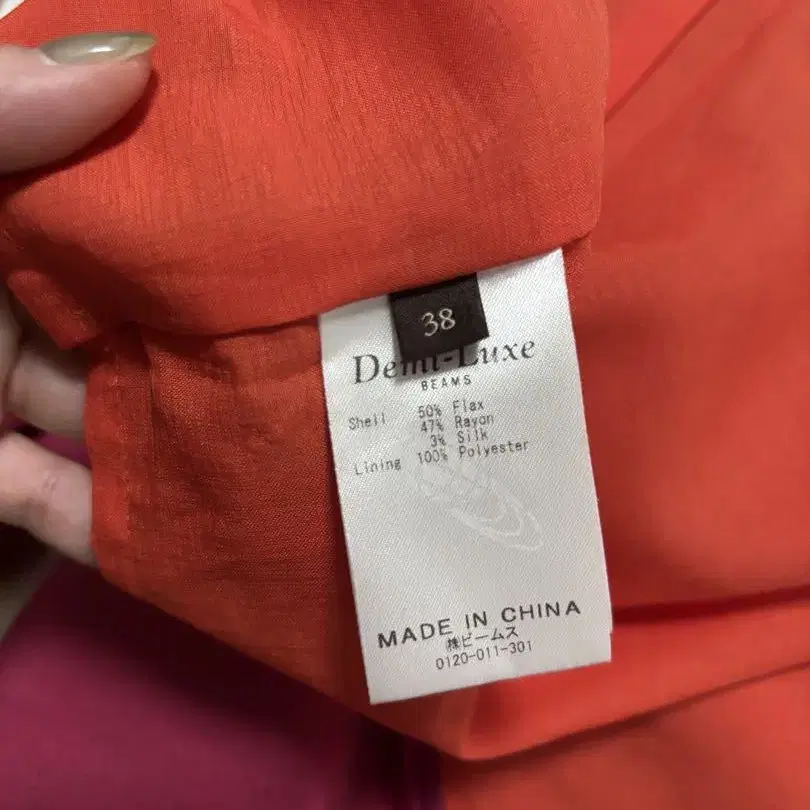 38
Demi-Luxe
BEAMS
Shell 50% Flax
47% Rayon
3% Silk
Lining 100% Polyester
MADE IN CHINA
㈱ビームス
0120-011-301